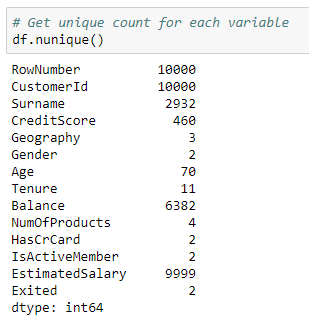 # Get unique count for each variable
df.nunique()
RowNumber 10000
CustomerId 10000
Surname 2932
CreditScore 460
Geography 3
Gender 2
Age 70
Tenure 11
Balance 6382
NumOfProducts 4
HasCrCard 2
IsActiveMember 2
EstimatedSalary 9999
Exited 2
dtype: int64